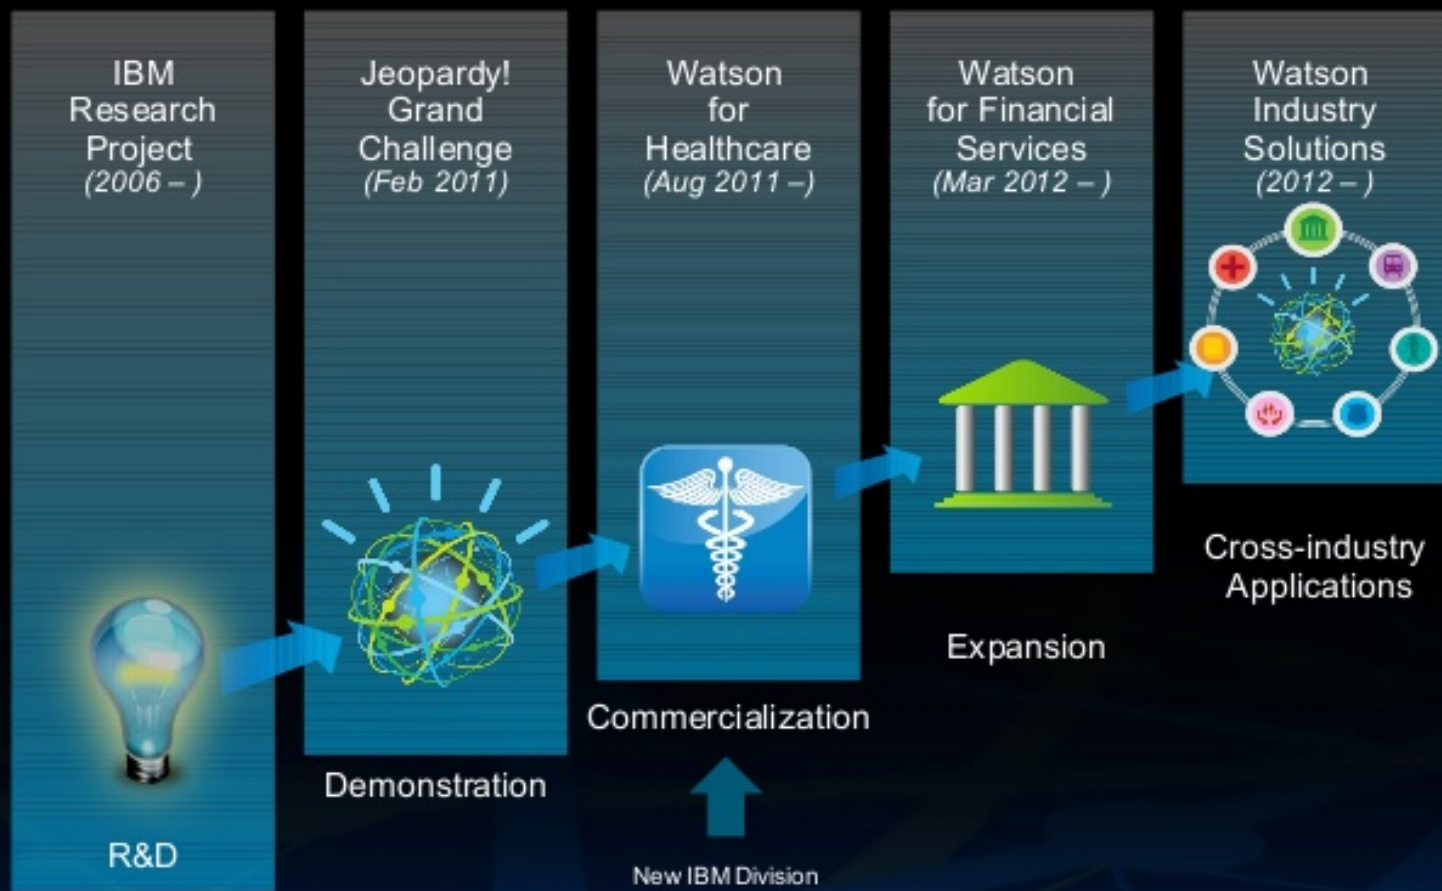 IBM
Research
Project
(2006 – )
Jeopardy!
Grand
Challenge
(Feb 2011)
Watson
for
Healthcare
(Aug 2011 –)
Watson
for Financial
Services
(Mar 2012 – )
Watson
Industry
Solutions
(2012 – )
R&D
Demonstration
Commercialization
New IBM Division
Expansion
Cross-industry
Applications